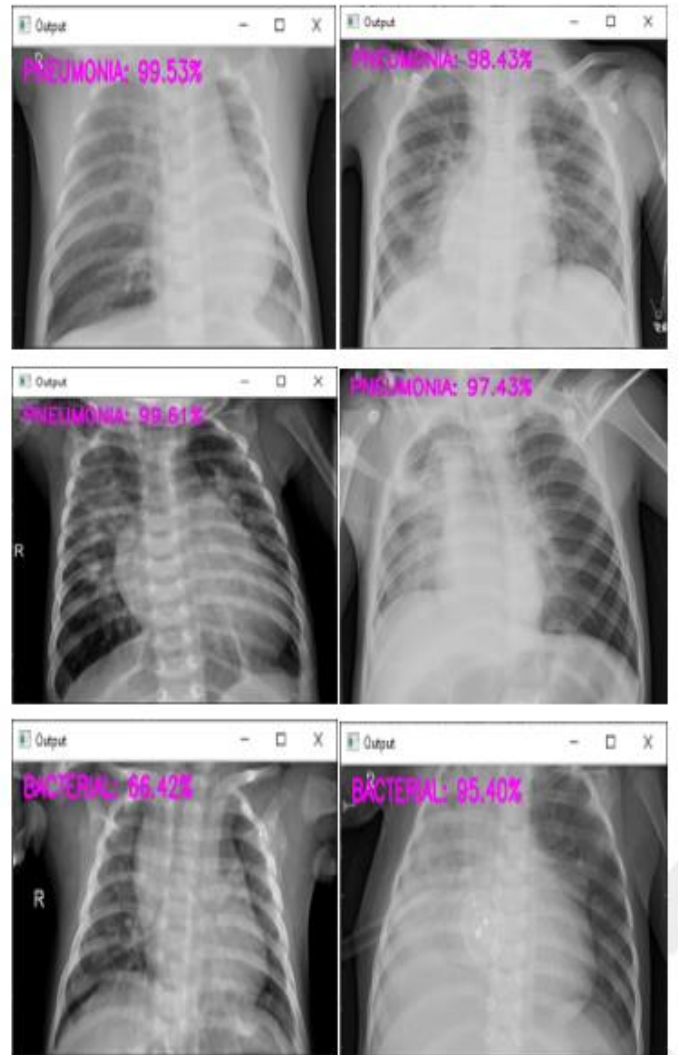 Output
PNEUMONIA: 99.53%
Output
PNEUMONIA: 98.43%
Output
PNEUMONIA: 99.61%
R
PNEUMONIA: 97.43%
Output
BACTERIAL: 66.42%
R
Output
BACTERIAL: 95.40%